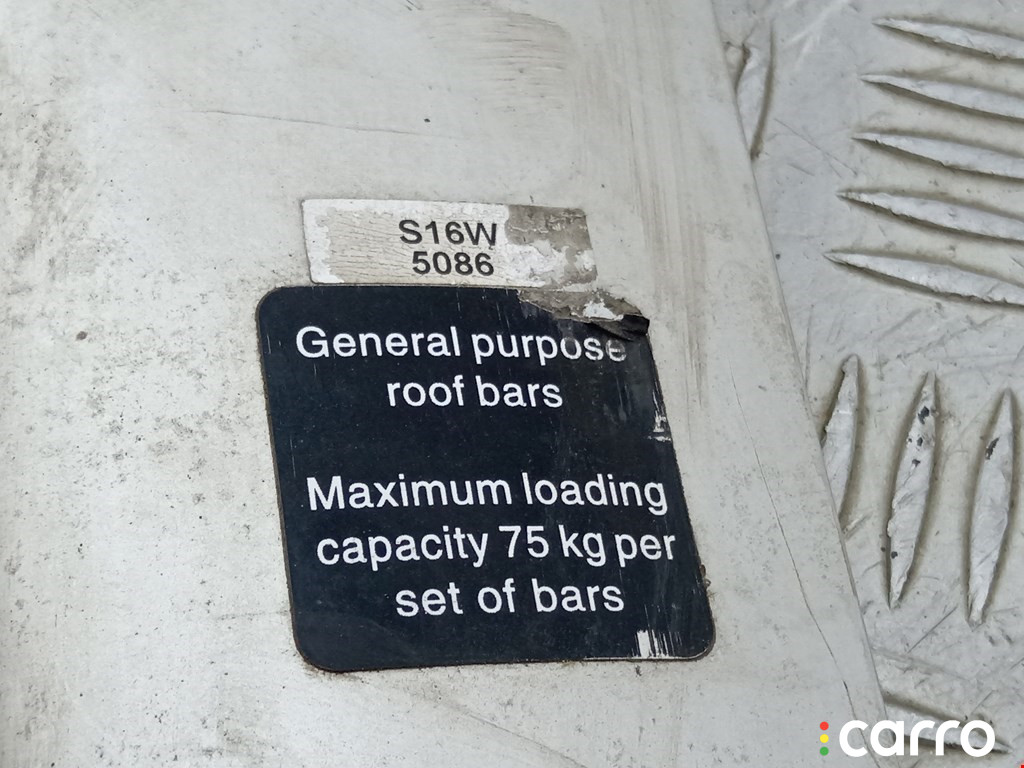 S16W
5086
General purpose
roof bars
Maximum loading
capacity 75 kg per
set of bars
carro